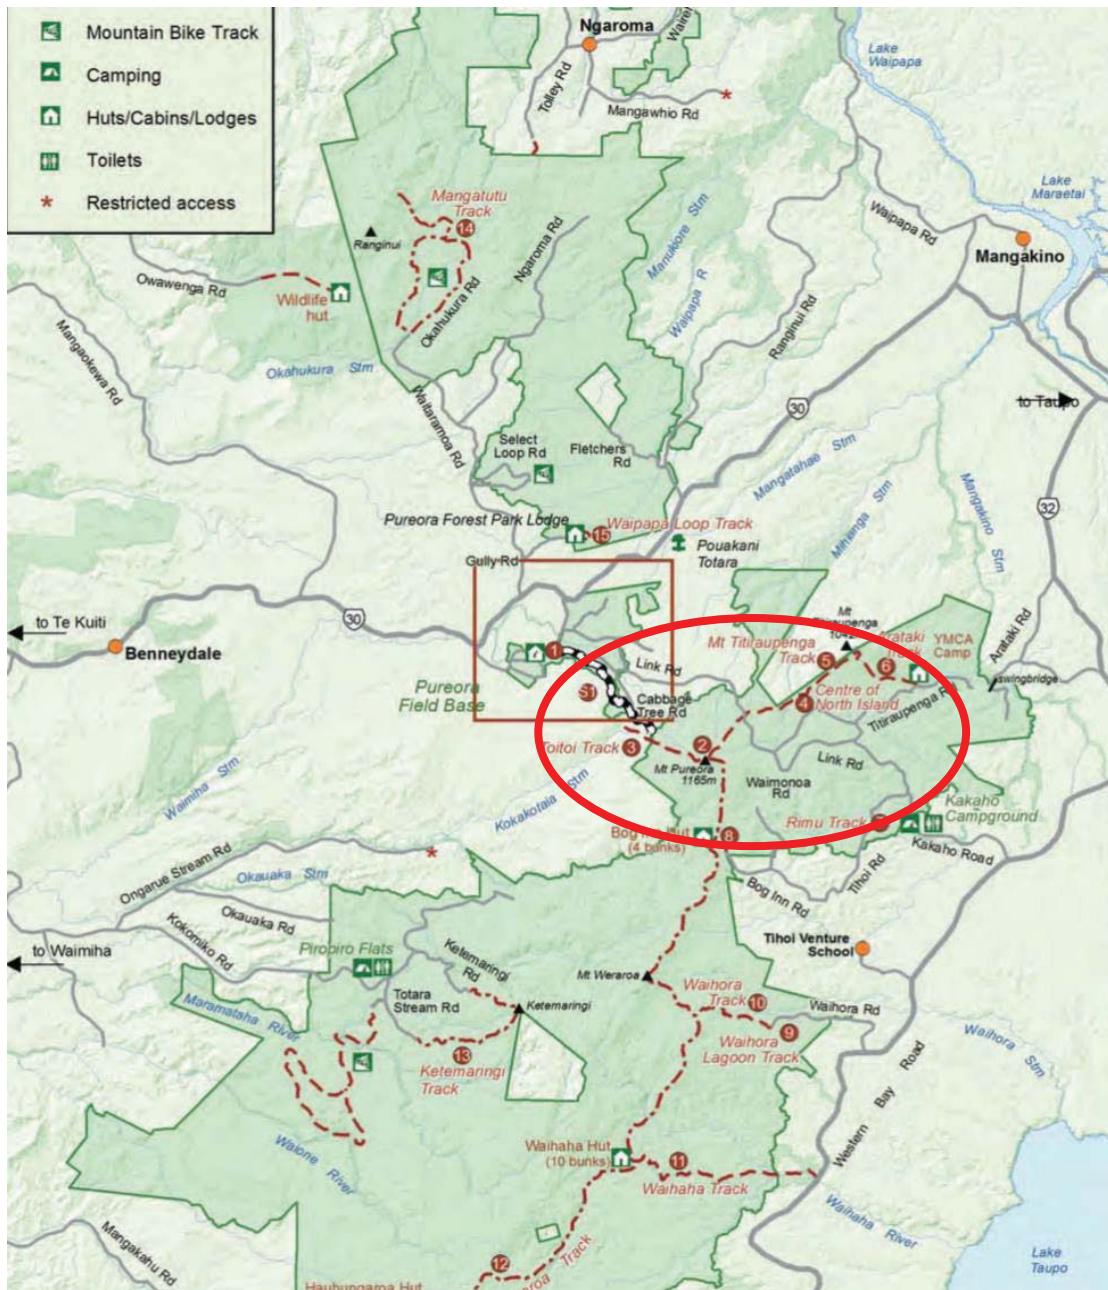 Mountain Bike Track
Camping
Huts/Cabins/Lodges
Toilets
* Restricted access
Ngaroma
Tolley Rd
Mangawhio Rd
*
Lake
Waipapa
Lake
Maraetai
Waipapa Rd
Mangakino
Mangatutu
Track
14
Ranginui
Ngaroma Rd
Okahukura Rd
Manukiore Stm
Waipapa R
Ranginui Rd
Owawenga Rd
Wildlife
hut
Okahukura Stm
Mangaokewa Rd
Waitaramoa Rd
30
to Taupo
Select
Loop Rd
Fletchers
Rd
Mangatahae Stm
Mangakino Stm
32
Pureora Forest Park Lodge
15
Waipapa Loop Track
Pouakani
Totara
Gully Rd
30
to Te Kuiti
Benneydale
1
S1
Pureora
Field Base
Link Rd
Cabbage
Tree Rd
Mt
Mt Titiraupenga
Track
5
6
YMCA
Camp
Arataki Rd
swingbridge
4
Centre of
North Island
Titiraupenga Rd
Toitoi Track
3
2
Mt Pureora
1165m
Link Rd
Waimonoa
Rd
Waimiha Stm
Kokakotaia Stm
Rimu Track
Kakaho
Campground
8
(4 bunks)
Kakaho Road
Tihoi Rd
Bog Inn Rd
Ongarue Stream Rd
*
Okauaka Stm
Okauaka Rd
Kokomiko Rd
to Waimiha
Piropiro Flats
Ketemaringi
Rd
Tihoi Venture
School
Mt Weraroa
Totara
Stream Rd
Ketemaringi
Maramataha River
Waihora
Track
10
Waihora Rd
9
Waihora
Lagoon Track
13
Ketemaringi
Track
Waihora Stm
Western Bay Road
Waione River
Waihaha Hut
(10 bunks)
11
Waihaha Track
Waihaha River
Mangakahu Rd
12
Track
Lake
Taupo